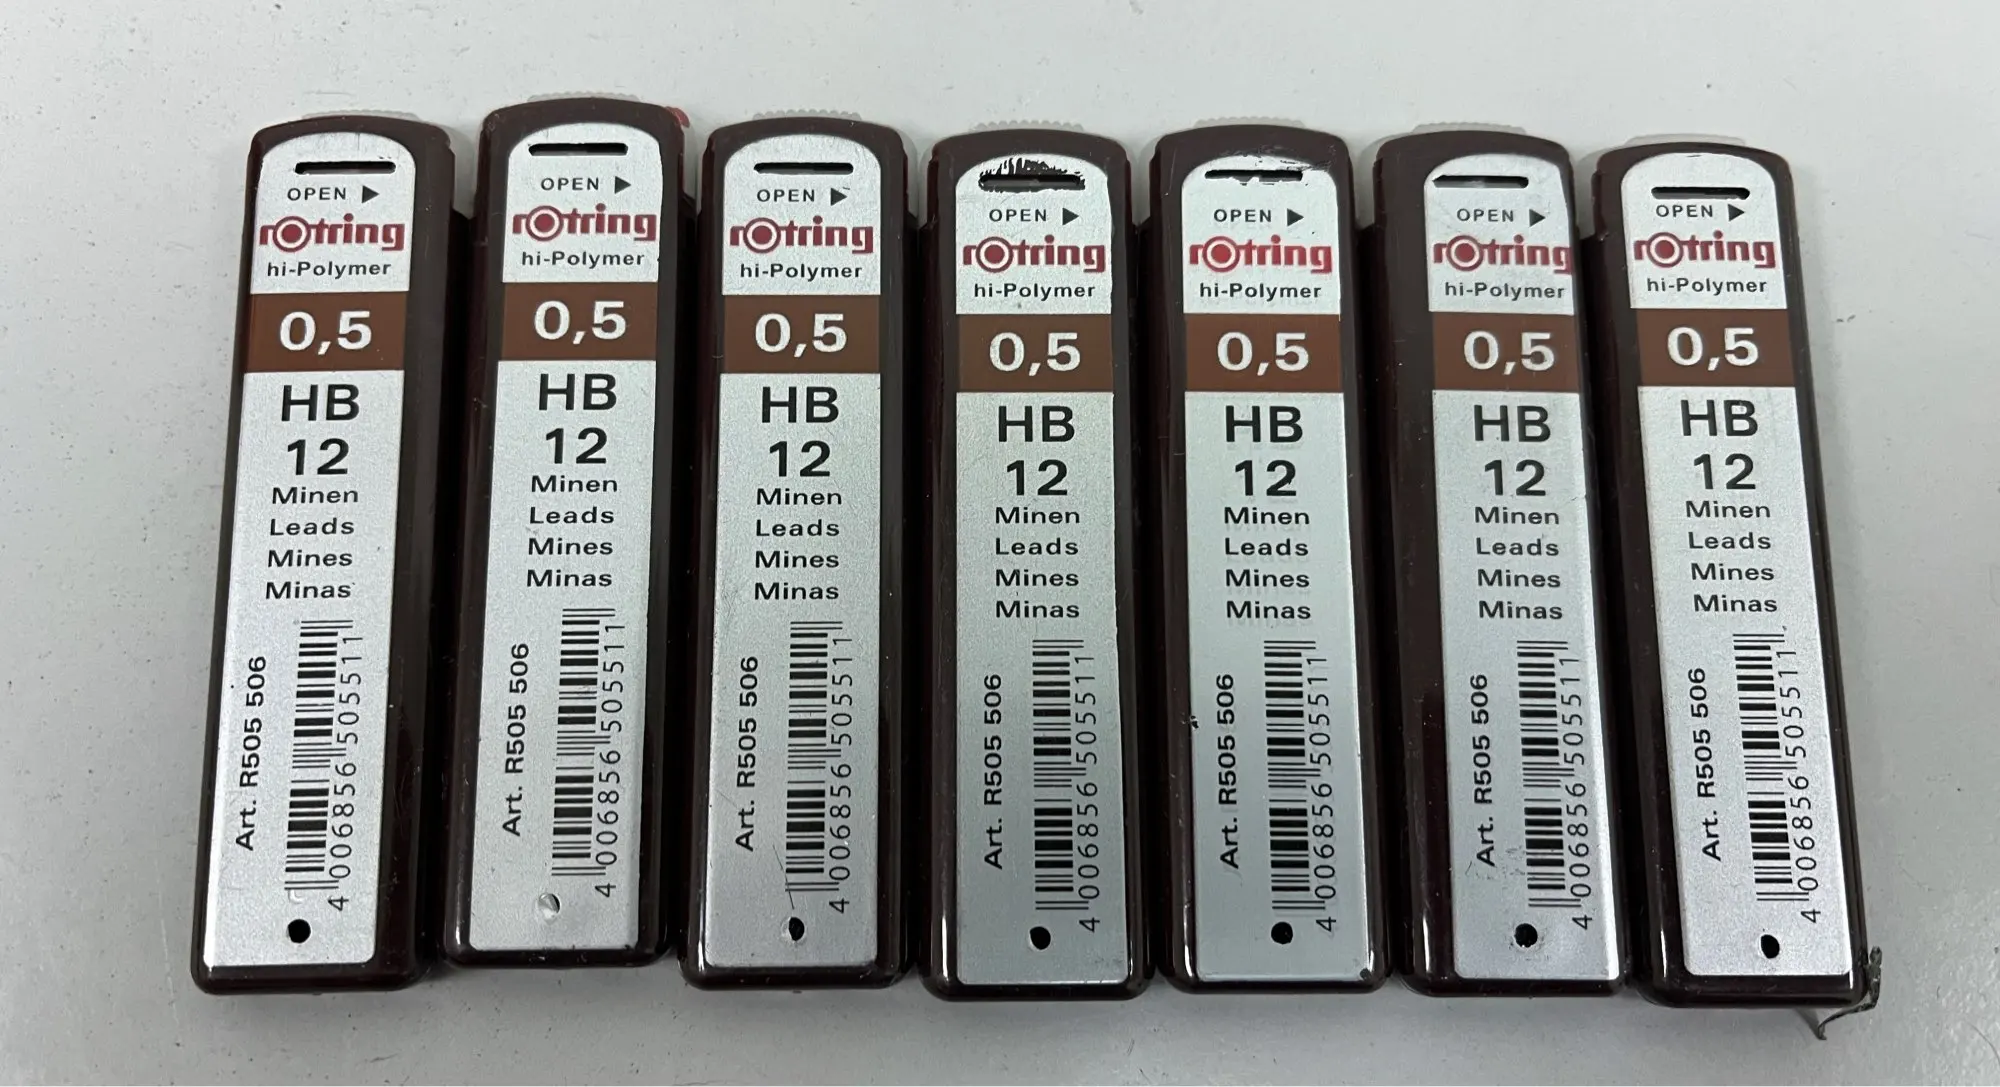 OPEN ▶
rotring
hi-Polymer
0,5
HB
12
Minen
Leads
Mines
Minas
Art. R505 506
4 006856 505511
OPEN ▶
rotring
hi-Polymer
0,5
HB
12
Minen
Leads
Mines
Minas
Art. R505 506
4 006856 505511
OPEN ▶
rotring
hi-Polymer
0,5
HB
12
Minen
Leads
Mines
Minas
Art. R505 506
4 006856 505511
OPEN ▶
rotring
hi-Polymer
0,5
HB
12
Minen
Leads
Mines
Minas
Art. R505 506
4 006856 505511
OPEN ▶
rotring
hi-Polymer
0,5
HB
12
Minen
Leads
Mines
Minas
Art. R505 506
4 006856 505511
OPEN ▶
rotring
hi-Polymer
0,5
HB
12
Minen
Leads
Mines
Minas
Art. R505 506
4 006856 505511
OPEN ▶
rotring
hi-Polymer
0,5
HB
12
Minen
Leads
Mines
Minas
Art. R505 506
4 006856 505511